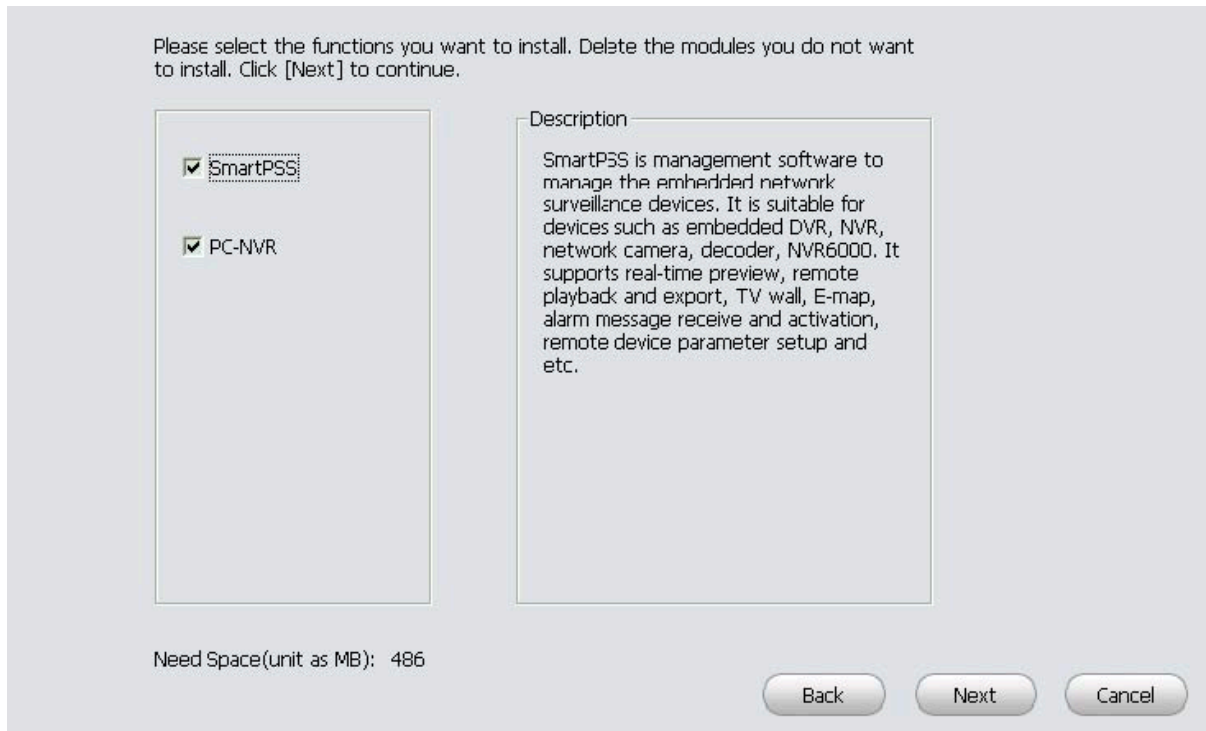 Please select the functions you want to install. Delete the modules you do not want
to install. Click [Next] to continue.
SmartPSS
PC-NVR
Description
SmartPSS is management software to
manage the embedded network
surveillance devices. It is suitable for
devices such as embedded DVR, NVR,
network camera, decoder, NVR6000. It
supports real-time preview, remote
playback and export, TV wall, E-map,
alarm message receive and activation,
remote device parameter setup and
etc.
Need Space(unit as MB): 486
Back
Next
Cancel